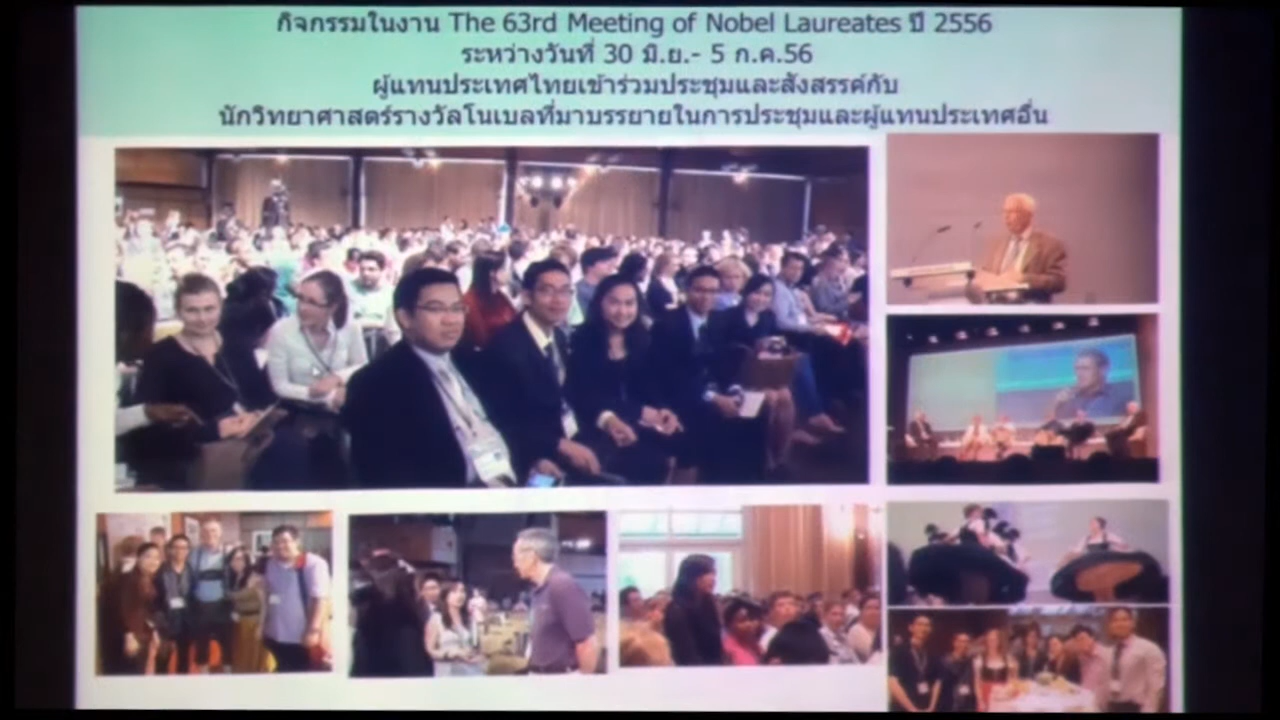 กิจกรรมในงาน The 63rd Meeting of Nobel Laureates ปี 2556
ระหว่างวันที่ 30 มิ.ย.- 5 ก.ค.56
ผู้แทนประเทศไทยเข้าร่วมประชุมและสังสรรค์กับ
นักวิทยาศาสตร์รางวัลโนเบลที่มาบรรยายในการประชุมและผู้แทนประเทศอื่น